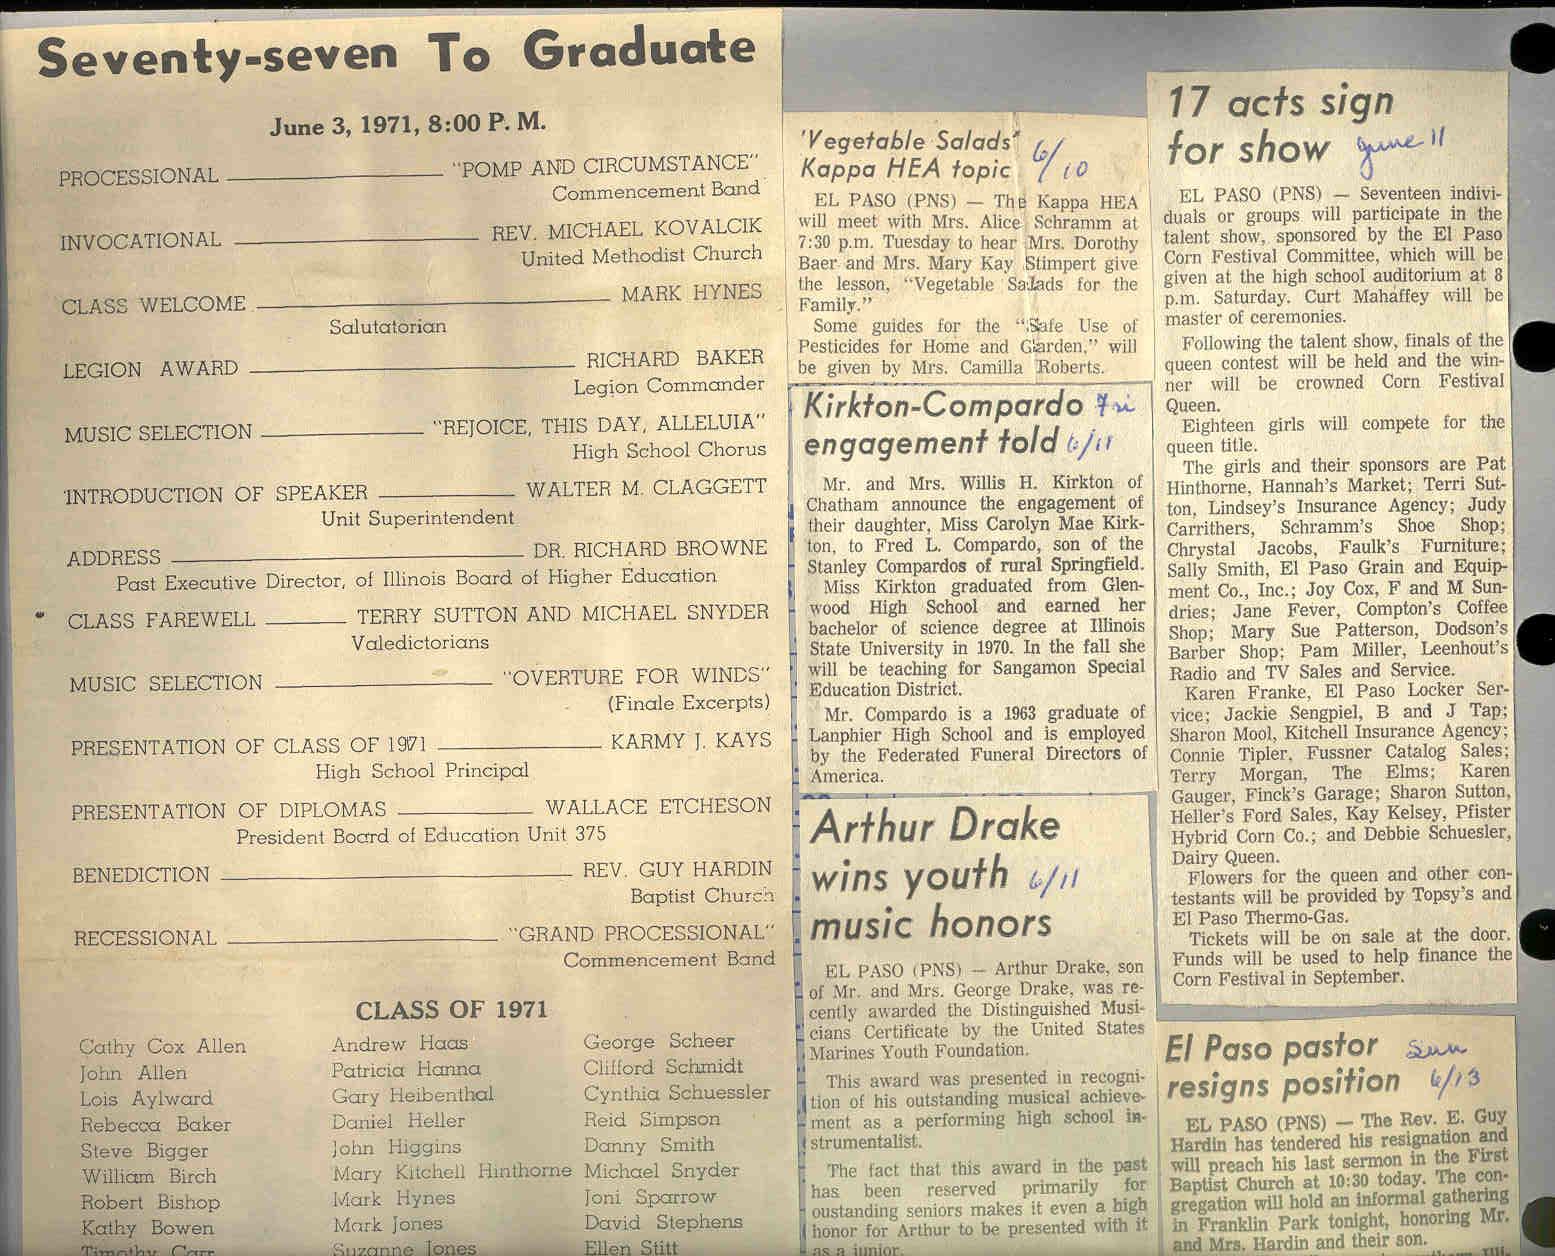 Seventy-seven To Graduate
June 3, 1971, 8:00 P. M.
PROCESSIONAL "POMP AND CIRCUMSTANCE"
Commencement Band
INVOCATIONAL REV. MICHAEL KOVALCIK
United Methodist Church
CLASS WELCOME MARK HYNES
Salutatorian
LEGION AWARD RICHARD BAKER
Legion Commander
MUSIC SELECTION "REJOICE, THIS DAY, ALLELUIA"
High School Chorus
INTRODUCTION OF SPEAKER WALTER M. CLAGGETT
Unit Superintendent
ADDRESS DR. RICHARD BROWNE
Past Executive Director, of Illinois Board of Higher Education
CLASS FAREWELL TERRY SUTTON AND MICHAEL SNYDER
Valedictorians
MUSIC SELECTION "OVERTURE FOR WINDS"
(Finale Excerpts)
PRESENTATION OF CLASS OF 1971 KARMY J. KAYS
High School Principal
PRESENTATION OF DIPLOMAS WALLACE ETCHESON
President Board of Education Unit 375
BENEDICTION REV. GUY HARDIN
Baptist Church
RECESSIONAL "GRAND PROCESSIONAL"
Commencement Band
CLASS OF 1971
Cathy Cox Allen
John Allen
Lois Aylward
Rebecca Baker
Steve Bigger
William Birch
Robert Bishop
Kathy Bowen
Timothy Carr
Andrew Haas
Patricia Hanna
Gary Heibenthal
Daniel Heller
John Higgins
Mary Kitchell Hinthorne
Mark Hynes
Mark Jones
Suzanne Jones
George Scheer
Clifford Schmidt
Cynthia Schuessler
Reid Simpson
Danny Smith
Michael Snyder
Joni Sparrow
David Stephens
Ellen Stitt
'Vegetable Salads'
Kappa HEA topic 6/10
EL PASO (PNS) — The Kappa HEA
will meet with Mrs. Alice Schramm at
7:30 p.m. Tuesday to hear Mrs. Dorothy
Baer and Mrs. Mary Kay Stimpert give
the lesson, "Vegetable Salads for the
Family."
Some guides for the "Safe Use of
Pesticides for Home and Garden," will
be given by Mrs. Camilla Roberts.
Kirkton-Compardo Fri
engagement told 6/11
Mr. and Mrs. Willis H. Kirkton of
Chatham announce the engagement of
their daughter, Miss Carolyn Mae Kirk-
ton, to Fred L. Compardo, son of the
Stanley Compardos of rural Springfield.
Miss Kirkton graduated from Glen-
wood High School and earned her
bachelor of science degree at Illinois
State University in 1970. In the fall she
will be teaching for Sangamon Special
Education District.
Mr. Compardo is a 1963 graduate of
Lanphier High School and is employed
by the Federated Funeral Directors of
America.
Arthur Drake
wins youth 6/11
music honors
EL PASO (PNS) — Arthur Drake, son
of Mr. and Mrs. George Drake, was re-
cently awarded the Distinguished Musi-
cians Certificate by the United States
Marines Youth Foundation.
This award was presented in recogni-
tion of his outstanding musical achieve-
ment as a performing high school in-
strumentalist.
The fact that this award in the past
has been reserved primarily for
oustanding seniors makes it even a high
honor for Arthur to be presented with it
as a junior.
17 acts sign
for show June 11
EL PASO (PNS) — Seventeen indivi-
duals or groups will participate in the
talent show, sponsored by the El Paso
Corn Festival Committee, which will be
given at the high school auditorium at 8
p.m. Saturday. Curt Mahaffey will be
master of ceremonies.
Following the talent show, finals of the
queen contest will be held and the win-
ner will be crowned Corn Festival
Queen.
Eighteen girls will compete for the
queen title.
The girls and their sponsors are Pat
Hinthorne, Hannah's Market; Terri Sut-
ton, Lindsey's Insurance Agency; Judy
Carrithers, Schramm's Shoe Shop;
Chrystal Jacobs, Faulk's Furniture;
Sally Smith, El Paso Grain and Equip-
ment Co., Inc.; Joy Cox, F and M Sun-
dries; Jane Fever, Compton's Coffee
Shop; Mary Sue Patterson, Dodson's
Barber Shop; Pam Miller, Leenhout's
Radio and TV Sales and Service.
Karen Franke, El Paso Locker Ser-
vice; Jackie Sengpiel, B and J Tap;
Sharon Mool, Kitchell Insurance Agency;
Connie Tipler, Fussner Catalog Sales;
Terry Morgan, The Elms; Karen
Gauger, Finck's Garage; Sharon Sutton,
Heller's Ford Sales, Kay Kelsey, Pfister
Hybrid Corn Co.; and Debbie Schuesler,
Dairy Queen.
Flowers for the queen and other con-
testants will be provided by Topsy's and
El Paso Thermo-Gas.
Tickets will be on sale at the door.
Funds will be used to help finance the
Corn Festival in September.
El Paso pastor Sun
resigns position 6/13
EL PASO (PNS) — The Rev. E. Guy
Hardin has tendered his resignation and
will preach his last sermon in the First
Baptist Church at 10:30 today. The con-
gregation will hold an informal gathering
in Franklin Park tonight, honoring Mr.
and Mrs. Hardin and their son.